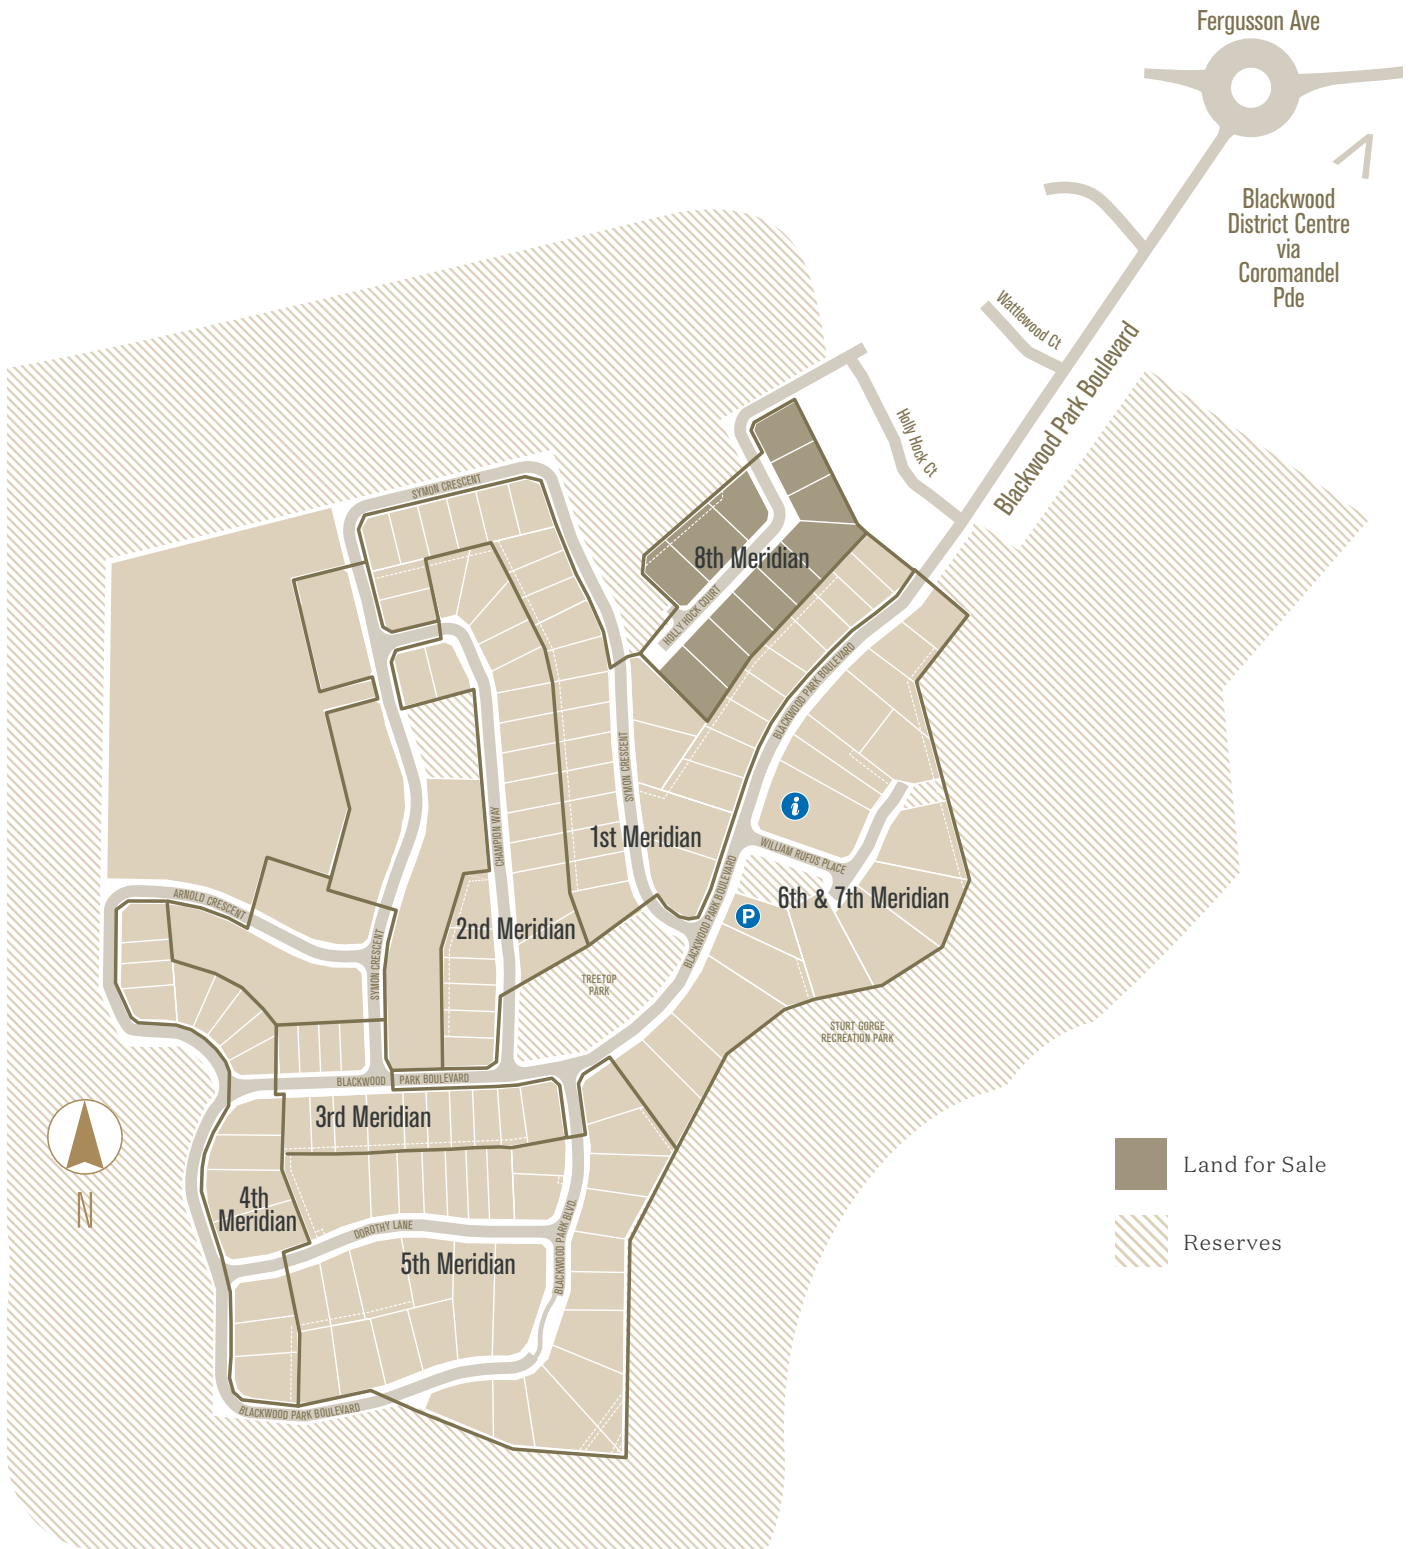 Fergusson Ave
Blackwood
District Centre
via
Coromandel
Pde
Wattlewood Ct
Blackwood Park Boulevard
Holly Hock Ct
SYMON CRESCENT
8th Meridian
HOLLY HOCK COURT
BLACKWOOD PARK BOULEVARD
SYMON CRESCENT
CHAMPION WAY
i
1st Meridian
WILLIAM RUFUS PLACE
BLACKWOOD PARK BOULEVARD
6th & 7th Meridian
P
ARNOLD CRESCENT
2nd Meridian
SYMON CRESCENT
TREETOP
PARK
STURT GORGE
RECREATION PARK
BLACKWOOD PARK BOULEVARD
3rd Meridian
N
4th
Meridian
DOROTHY LANE
BLACKWOOD PARK BLVD.
5th Meridian
BLACKWOOD PARK BOULEVARD
Land for Sale
Reserves